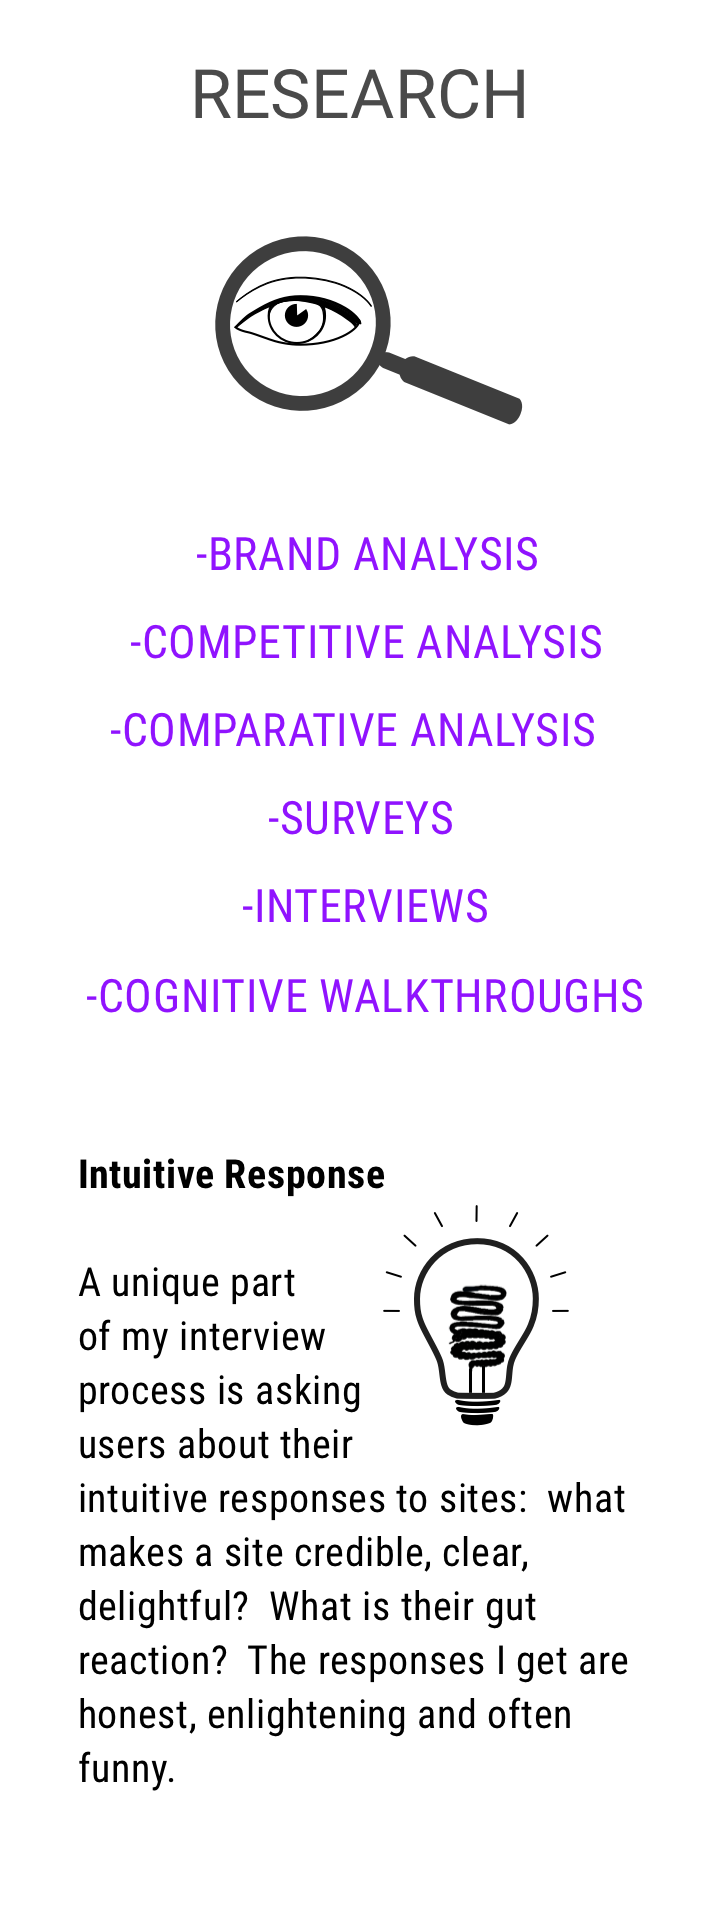 RESEARCH
-BRAND ANALYSIS
-COMPETITIVE ANALYSIS
-COMPARATIVE ANALYSIS
-SURVEYS
-INTERVIEWS
-COGNITIVE WALKTHROUGHS
Intuitive Response
A unique part
of my interview
process is asking
users about their
intuitive responses to sites:  what
makes a site credible, clear,
delightful?  What is their gut
reaction?  The responses I get are
honest, enlightening and often
funny.